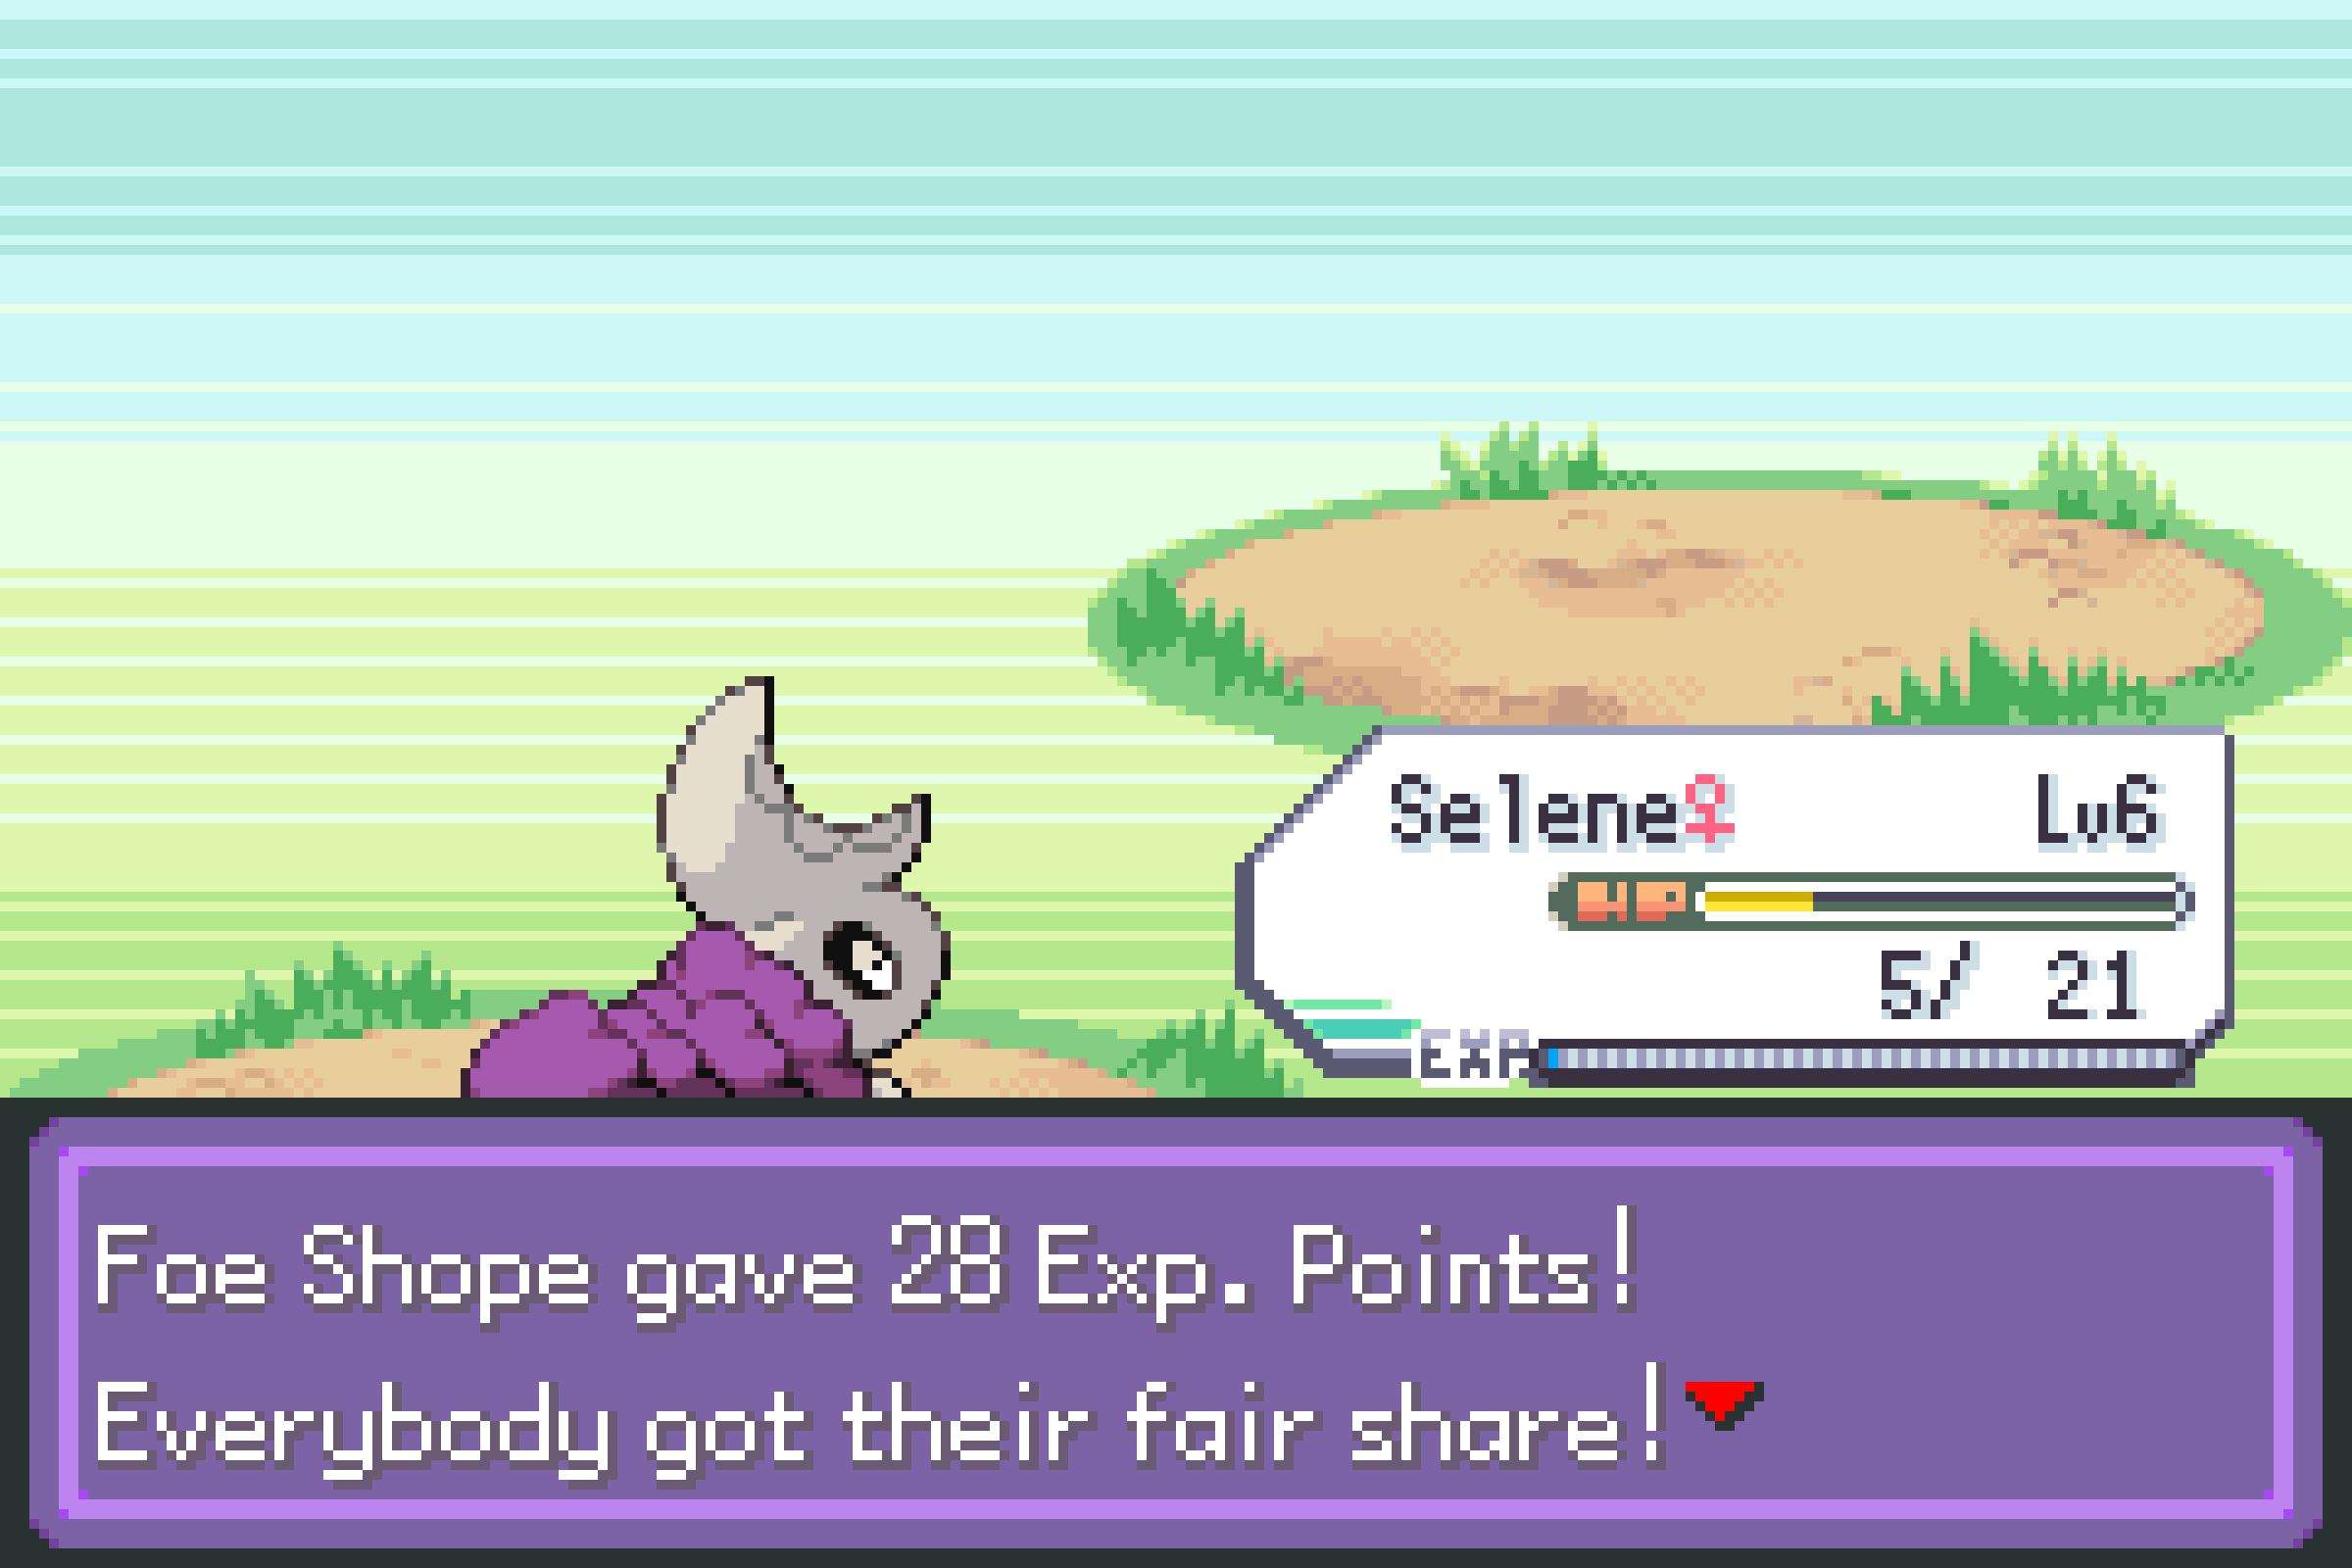 Selene♀ Lv6
HP
5/ 21
EXP
Foe Shope gave 28 Exp. Points!
Everybody got their fair share!